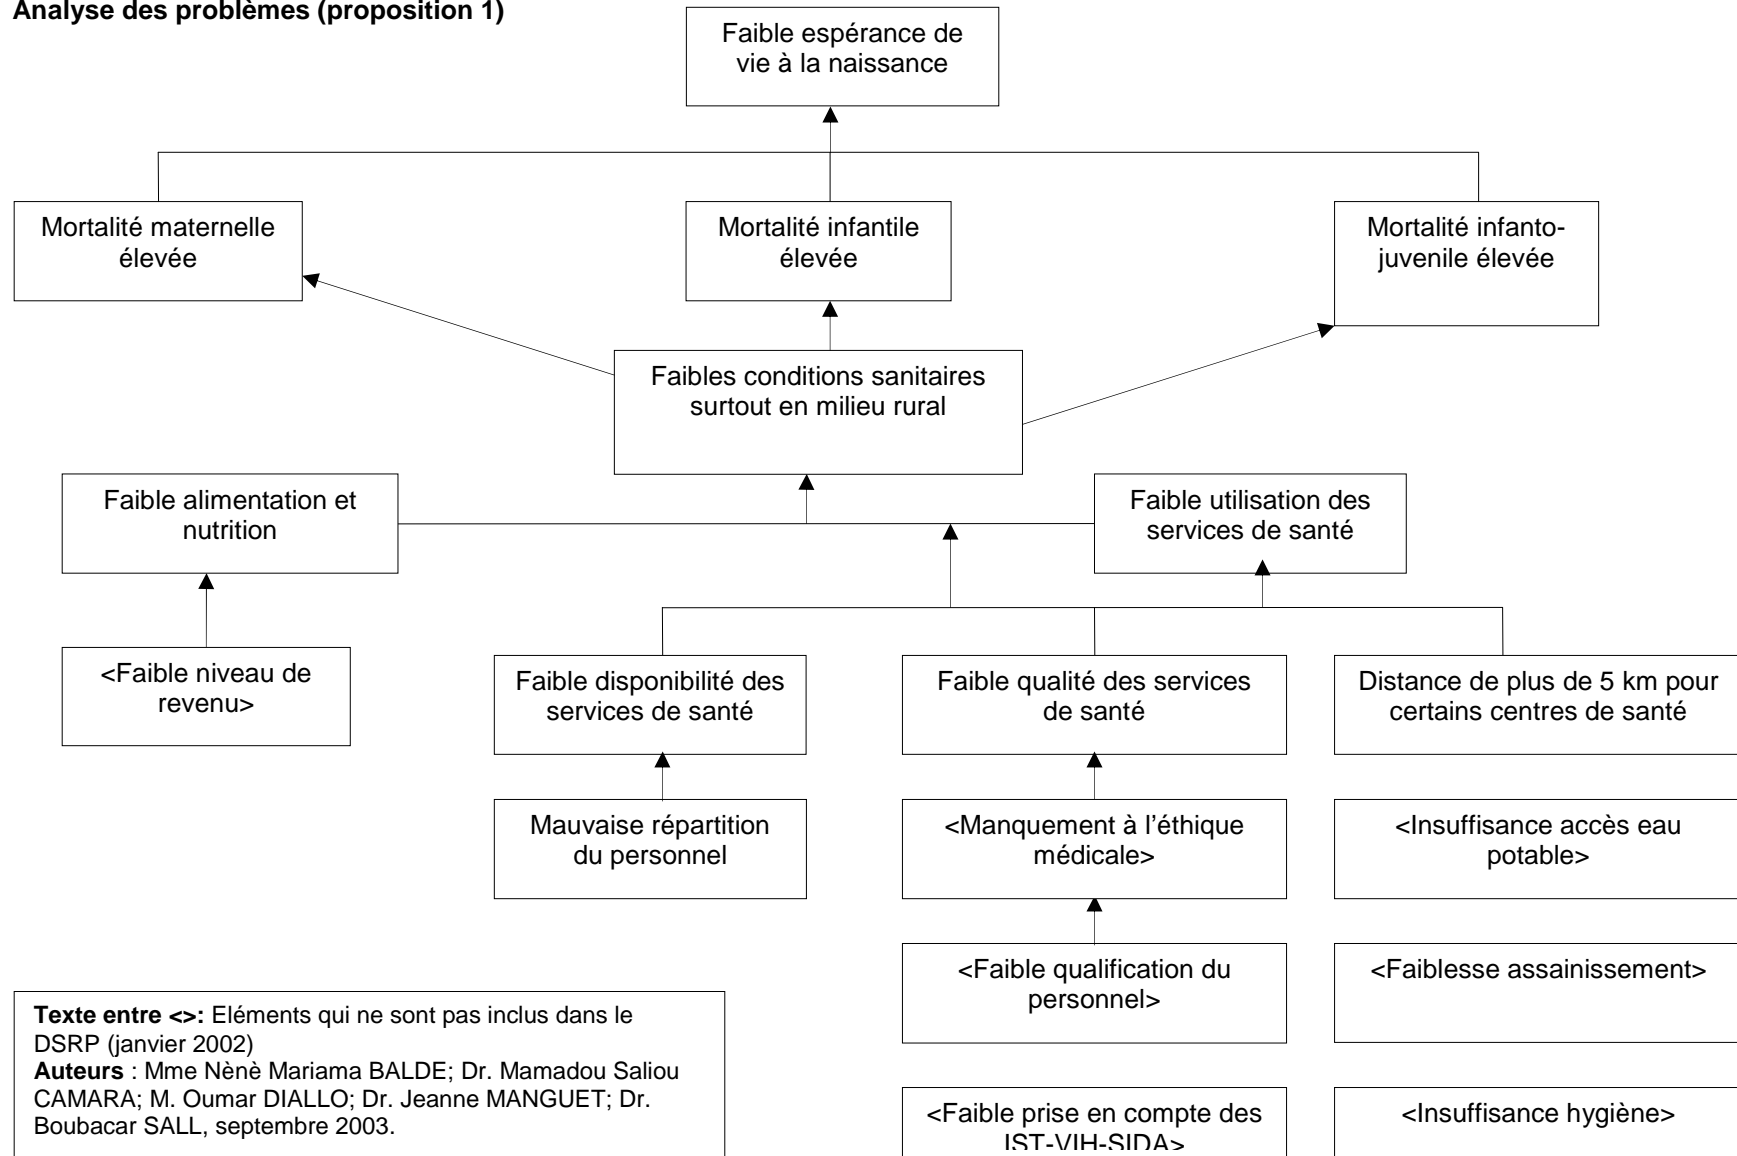 Analyse des problèmes (proposition 1)
Faible espérance de
vie à la naissance
Mortalité maternelle
élevée
Mortalité infantile
élevée
Mortalité infanto-
juvenile élevée
Faibles conditions sanitaires
surtout en milieu rural
Faible alimentation et
nutrition
Faible utilisation des
services de santé
<Faible niveau de
revenu>
Faible disponibilité des
services de santé
Faible qualité des services
de santé
Distance de plus de 5 km pour
certains centres de santé
Mauvaise répartition
du personnel
<Manquement à l’éthique
médicale>
<Insuffisance accès eau
potable>
<Faible qualification du
personnel>
<Faiblesse assainissement>
Texte entre <>: Eléments qui ne sont pas inclus dans le
DSRP (janvier 2002)
Auteurs : Mme Nènè Mariama BALDE; Dr. Mamadou Saliou
CAMARA; M. Oumar DIALLO; Dr. Jeanne MANGUET; Dr.
Boubacar SALL, septembre 2003.
<Faible prise en compte des
IST-VIH-SIDA>
<Insuffisance hygiène>